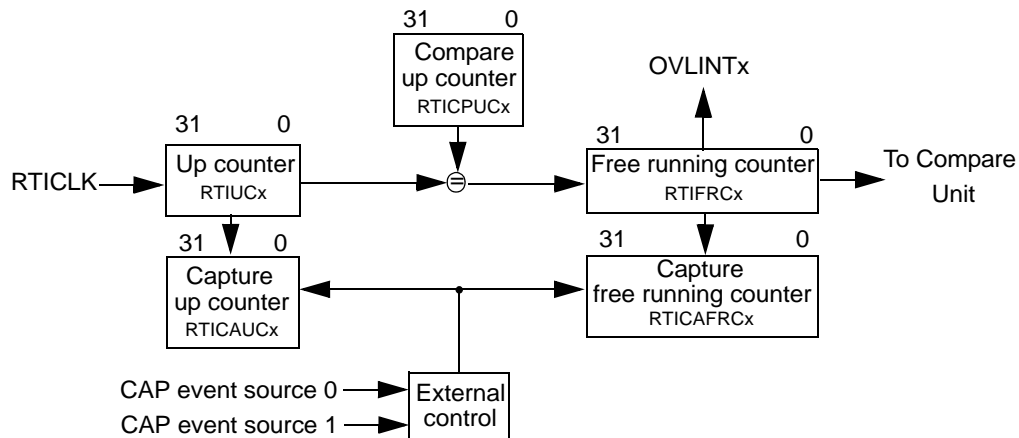 31 0
Compare
up counter
RTICPUCx
OVLINTx
31 0
Up counter
RTIUCx
RTICLK
=
31 0
Free running counter
RTIFRCx
To Compare
Unit
31 0
Capture
up counter
RTICAUCx
31 0
Capture
free running counter
RTICAFRCx
CAP event source 0
CAP event source 1
External
control